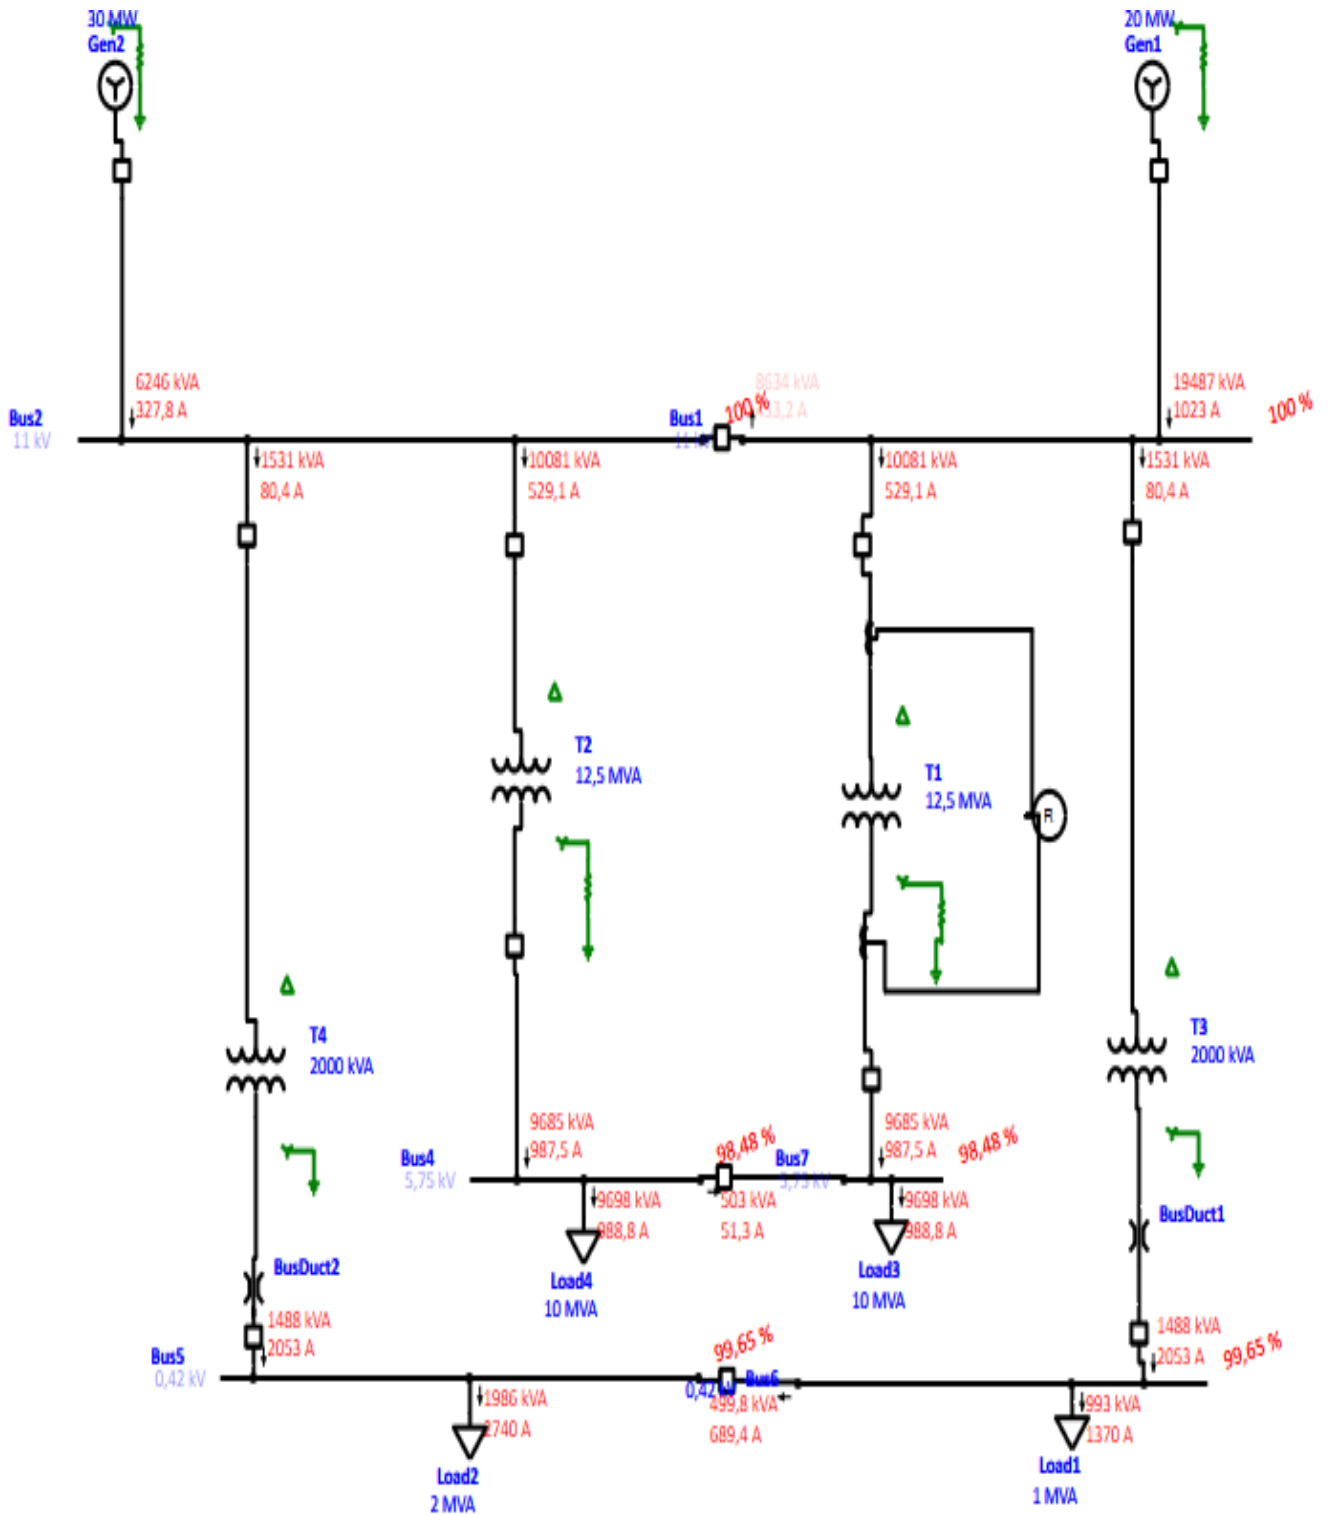 30 MW
Gen2
20 MW
Gen1
6246 kVA
327,8 A
8634 kVA
100 %
19487 kVA
1023 A
100 %
Bus2
11 kV
Bus1
11 kV
1531 kVA
80,4 A
10081 kVA
529,1 A
10081 kVA
529,1 A
1531 kVA
80,4 A
T2
12,5 MVA
T1
12,5 MVA
R
T4
2000 kVA
T3
2000 kVA
9685 kVA
987,5 A
98,48 %
9685 kVA
987,5 A
98,48 %
Bus4
5,75 kV
Bus7
5,75 kV
9698 kVA
988,8 A
503 kVA
51,3 A
9698 kVA
988,8 A
BusDuct1
BusDuct2
Load4
10 MVA
Load3
10 MVA
1488 kVA
2053 A
99,65 %
1488 kVA
2053 A
99,65 %
Bus5
0,42 kV
Bus6
0,42
499,8 kVA
689,4 A
1986 kVA
2740 A
993 kVA
1370 A
Load2
2 MVA
Load1
1 MVA